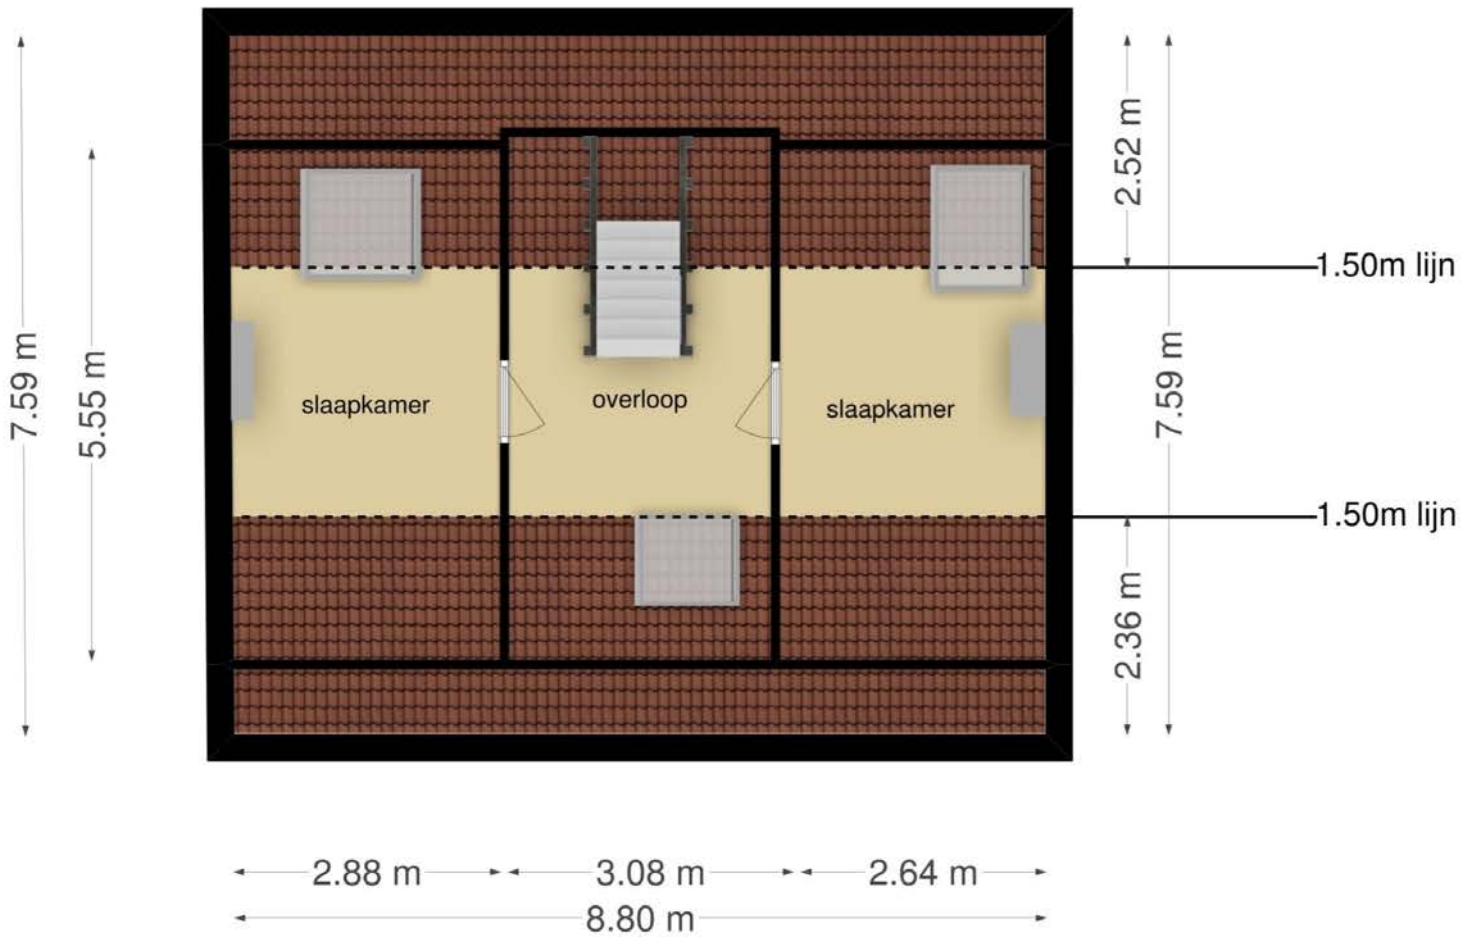 2.52 m
1.50m lijn
7.59 m
5.55 m
slaapkamer
overloop
slaapkamer
7.59 m
1.50m lijn
2.36 m
2.88 m
3.08 m
2.64 m
8.80 m